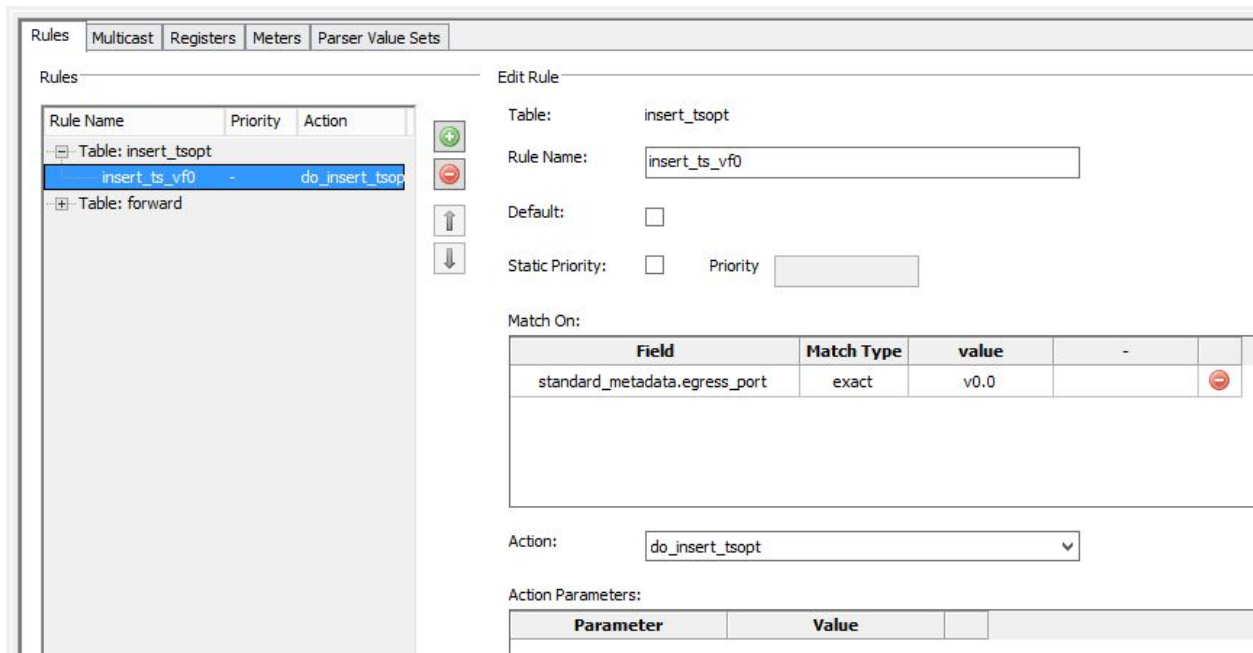 Rules Multicast Registers Meters Parser Value Sets
Rules
Rule Name Priority Action
Table: insert_tsopt
insert_ts_vf0 - do_insert_tsop
Table: forward
Edit Rule
Table: insert_tsopt
Rule Name: insert_ts_vf0
Default:
Static Priority: Priority
Match On:
Field Match Type value -
standard_metadata.egress_port exact v0.0
Action: do_insert_tsopt
Action Parameters:
Parameter Value